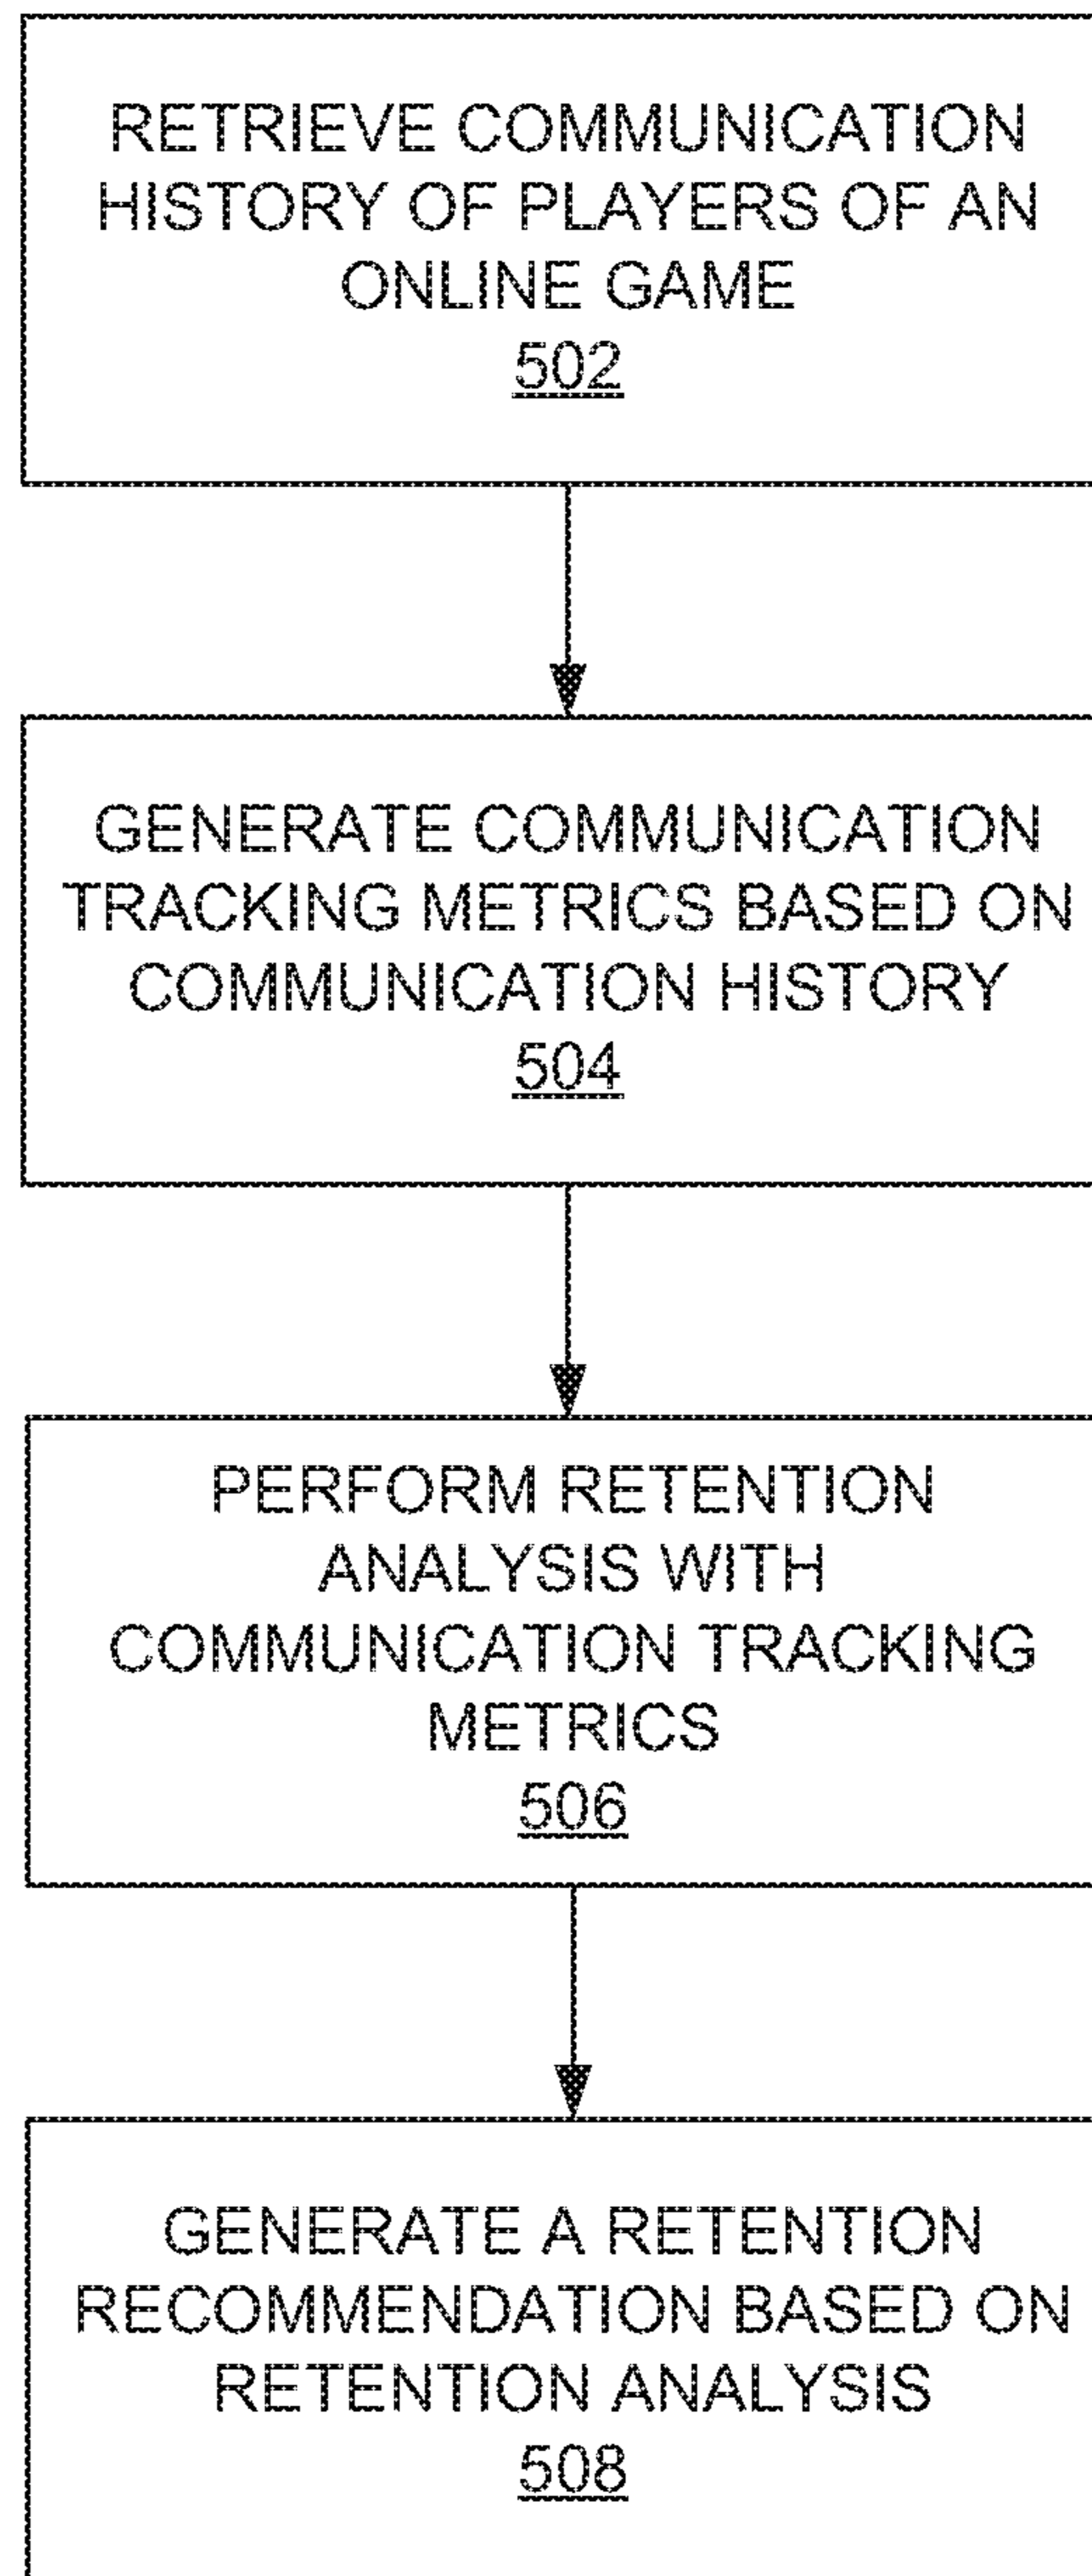 RETRIEVE COMMUNICATION
HISTORY OF PLAYERS OF AN
ONLINE GAME
502
GENERATE COMMUNICATION
TRACKING METRICS BASED ON
COMMUNICATION HISTORY
504
PERFORM RETENTION
ANALYSIS WITH
COMMUNICATION TRACKING
METRICS
506
GENERATE A RETENTION
RECOMMENDATION BASED ON
RETENTION ANALYSIS
508